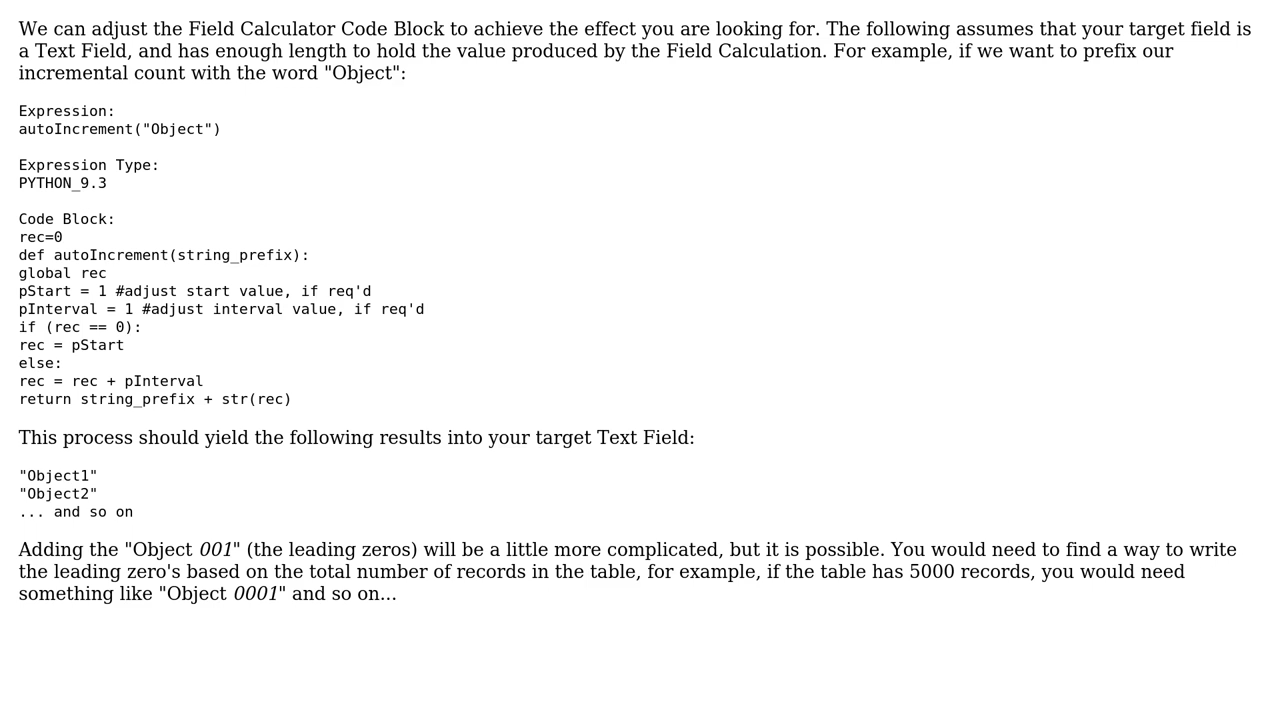 We can adjust the Field Calculator Code Block to achieve the effect you are looking for. The following assumes that your target field is
a Text Field, and has enough length to hold the value produced by the Field Calculation. For example, if we want to prefix our
incremental count with the word "Object":
Expression:
autoIncrement("Object")
Expression Type:
PYTHON_9.3
Code Block:
rec=0
def autoIncrement(string_prefix):
global rec
pStart = 1 #adjust start value, if req'd
pInterval = 1 #adjust interval value, if req'd
if (rec == 0):
rec = pStart
else:
rec = rec + pInterval
return string_prefix + str(rec)
This process should yield the following results into your target Text Field:
"Object1"
"Object2"
... and so on
Adding the "Object 001" (the leading zeros) will be a little more complicated, but it is possible. You would need to find a way to write
the leading zero's based on the total number of records in the table, for example, if the table has 5000 records, you would need
something like "Object 0001" and so on...